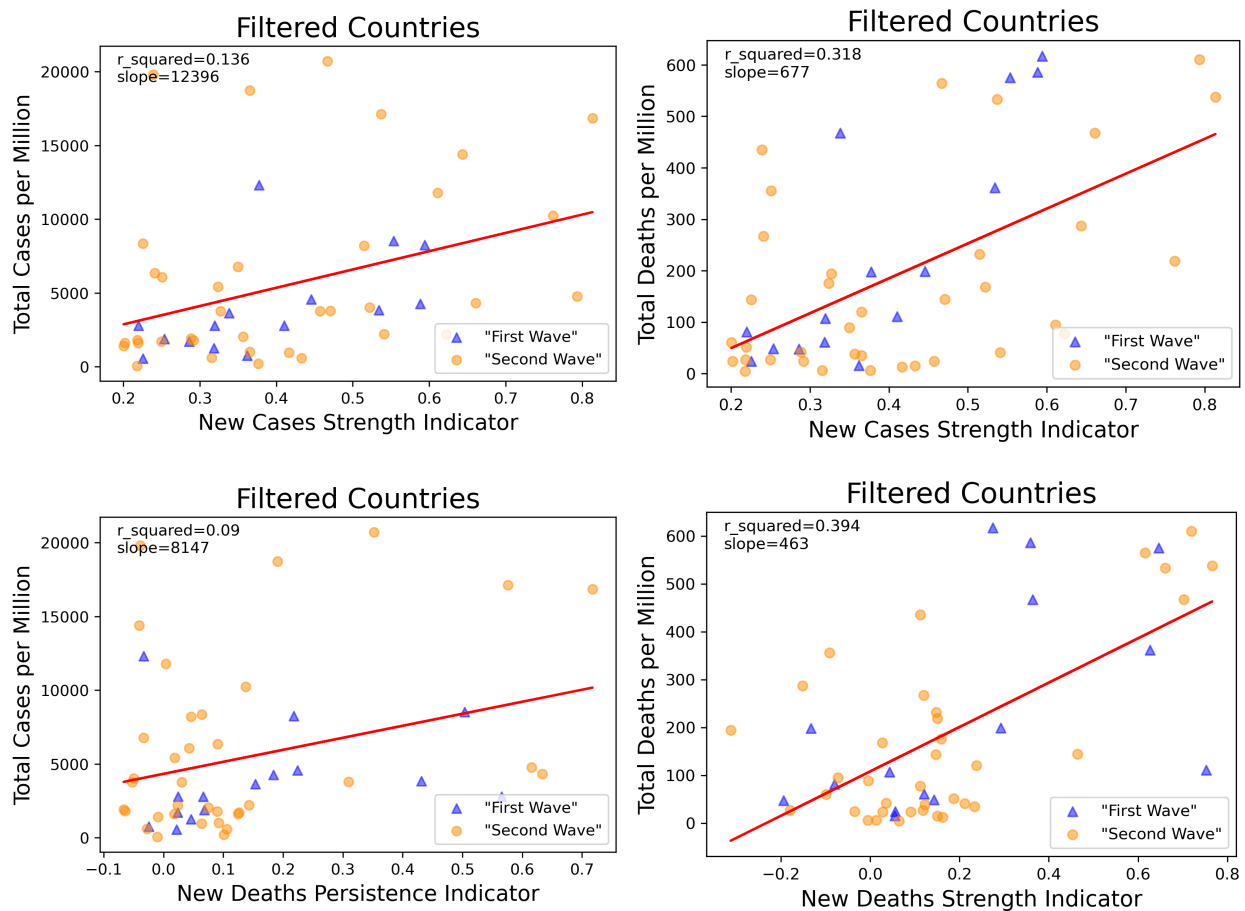 Filtered Countries
r_squared=0.136
slope=12396
20000
15000
10000
5000
0
Total Cases per Million
"First Wave"
"Second Wave"
0.2 0.3 0.4 0.5 0.6 0.7 0.8
New Cases Strength Indicator
Filtered Countries
r_squared=0.318
slope=677
600
500
400
300
200
100
0
Total Deaths per Million
"First Wave"
"Second Wave"
0.2 0.3 0.4 0.5 0.6 0.7 0.8
New Cases Strength Indicator
Filtered Countries
r_squared=0.09
slope=8147
20000
15000
10000
5000
0
Total Cases per Million
"First Wave"
"Second Wave"
−0.1 0.0 0.1 0.2 0.3 0.4 0.5 0.6 0.7
New Deaths Persistence Indicator
Filtered Countries
r_squared=0.394
slope=463
600
500
400
300
200
100
0
Total Deaths per Million
"First Wave"
"Second Wave"
−0.2 0.0 0.2 0.4 0.6 0.8
New Deaths Strength Indicator